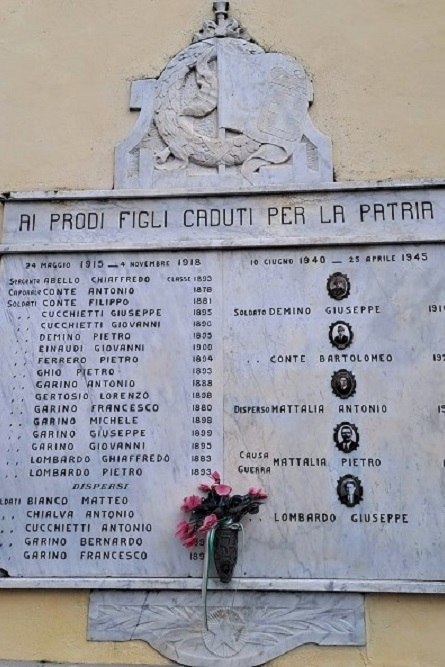 AI PRODI FIGLI CADUTI PER LA PATRIA
24 MAGGIO 1915 — 4 NOVEMBRE 1918
SERGENTE ABELLO CHIAFFREDO CLASSE 1893
CAPORALE CONTE ANTONIO 1878
SOLDATI CONTE FILIPPO 1881
,, CUCCHIETTI GIUSEPPE 1895
,, CUCCHIETTI GIOVANNI 1890
,, DEMINO PIETRO 1893
,, EINAUDI GIOVANNI 1900
,, FERRERO PIETRO 1894
,, GHIO PIETRO 1893
,, GARINO ANTONIO 1888
,, GERTOSIO LORENZO 1898
,, GARINO FRANCESCO 1880
,, GARINO MICHELE 1898
,, GARINO GIUSEPPE 1899
,, GARINO GIOVANNI 1895
,, LOMBARDO GHIAFFREDO 1883
,, LOMBARDO PIETRO 1893
DISPERSI
SOLDATI BIANCO MATTEO
,, CHIALVA ANTONIO
,, CUCCHIETTI ANTONIO
,, GARINO BERNARDO
,, GARINO FRANCESCO
10 GIUGNO 1940 — 25 APRILE 1945
SOLDATO DEMINO GIUSEPPE
,, CONTE BARTOLOMEO
DISPERSO MATTALIA ANTONIO
CAUSA GUERRA MATTALIA PIETRO
,, LOMBARDO GIUSEPPE